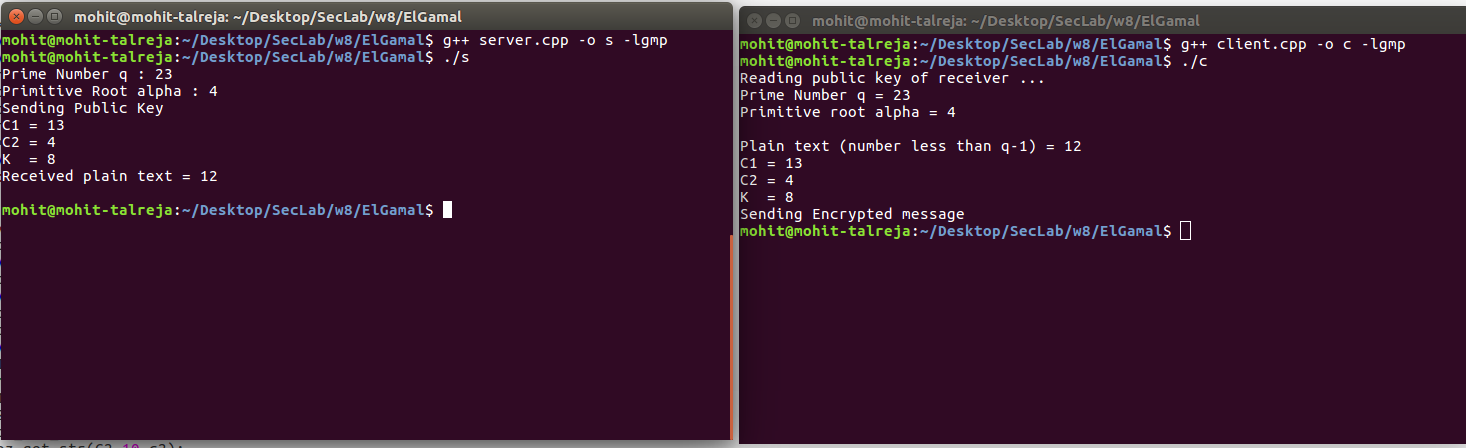 mohit@mohit-talreja: ~/Desktop/SecLab/w8/ElGamal
mohit@mohit-talreja:~/Desktop/SecLab/w8/ElGamal$ g++ server.cpp -o s -lgmp
mohit@mohit-talreja:~/Desktop/SecLab/w8/ElGamal$ ./s
Prime Number q : 23
Primitive Root alpha : 4
Sending Public Key
C1 = 13
C2 = 4
K  = 8
Received plain text = 12
mohit@mohit-talreja:~/Desktop/SecLab/w8/ElGamal$
mohit@mohit-talreja: ~/Desktop/SecLab/w8/ElGamal
mohit@mohit-talreja:~/Desktop/SecLab/w8/ElGamal$ g++ client.cpp -o c -lgmp
mohit@mohit-talreja:~/Desktop/SecLab/w8/ElGamal$ ./c
Reading public key of receiver ...
Prime Number q = 23
Primitive root alpha = 4
Plain text (number less than q-1) = 12
C1 = 13
C2 = 4
K  = 8
Sending Encrypted message
mohit@mohit-talreja:~/Desktop/SecLab/w8/ElGamal$